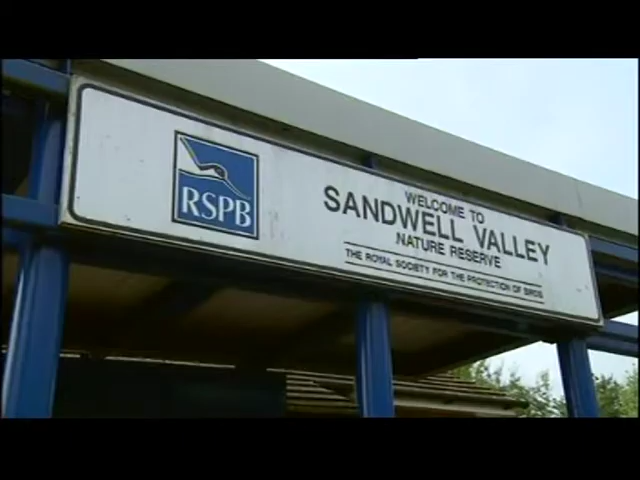 RSPB
WELCOME TO
SANDWELL VALLEY
NATURE RESERVE
THE ROYAL SOCIETY FOR THE PROTECTION OF BIRDS